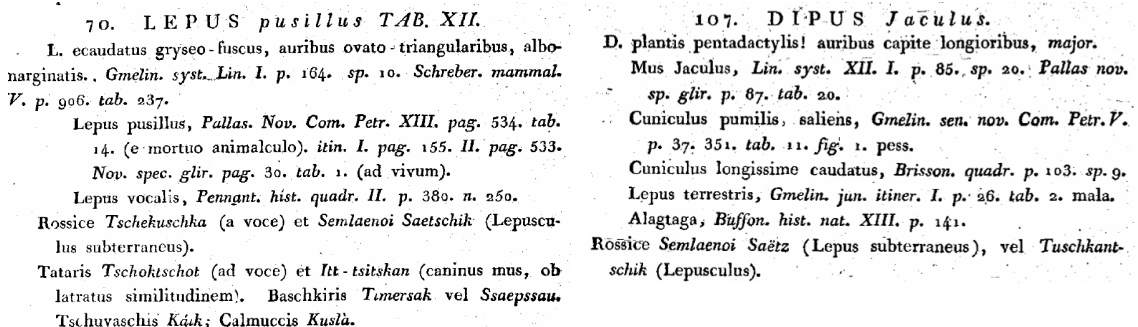 70. LEPUS pusillus TAB. XII.
L. ecaudatus gryseo-fuscus, auribus ovato-triangularibus, albo-
marginatis. Gmelin. syst. Lin. I. p. 164. sp. 10. Schreber. mammal.
V. p. 906. tab. 237.
Lepus pusillus, Pallas. Nov. Com. Petr. XIII. pag. 534. tab.
14. (e mortuo animalculo). itin. I. pag. 155. II. pag. 533.
Nov. spec. glir. pag. 30. tab. 1. (ad vivum).
Lepus vocalis, Pennant. hist. quadr. II. p. 380. n. 250.
Rossice Tschekuschka (a voce) et Semlaenoi Saetschik (Lepuscu-
lus subterraneus).
Tataris Tschoktschot (ad voce) et Itt-tsitskan (caninus mus, ob
latratus similitudinem). Baschkiris Timersak vel Ssaepssau.
Tschuvaschis Calmuccis Kuslà.
107. DIPUS Jaculus.
D. plantis pentadactylis! auribus capite longioribus, major.
Mus Jaculus, Lin. syst. XII. I. p. 85. sp. 20. Pallas nov.
sp. glir. p. 87. tab. 20.
Cuniculus pumilis, saliens, Gmelin. sen. nov. Com. Petr. V.
p. 37. 351. tab. 11. fig. 1. pess.
Cuniculus longissime caudatus, Brisson. quadr. p. 103. sp. 9.
Lepus terrestris, Gmelin. jun. itiner. I. p. 26. tab. 2. mala.
Alagtaga, Buffon. hist. nat. XIII. p. 141.
Rossice Semlaenoi Saëtz (Lepus subterraneus), vel Tuschkant-
schik (Lepusculus).